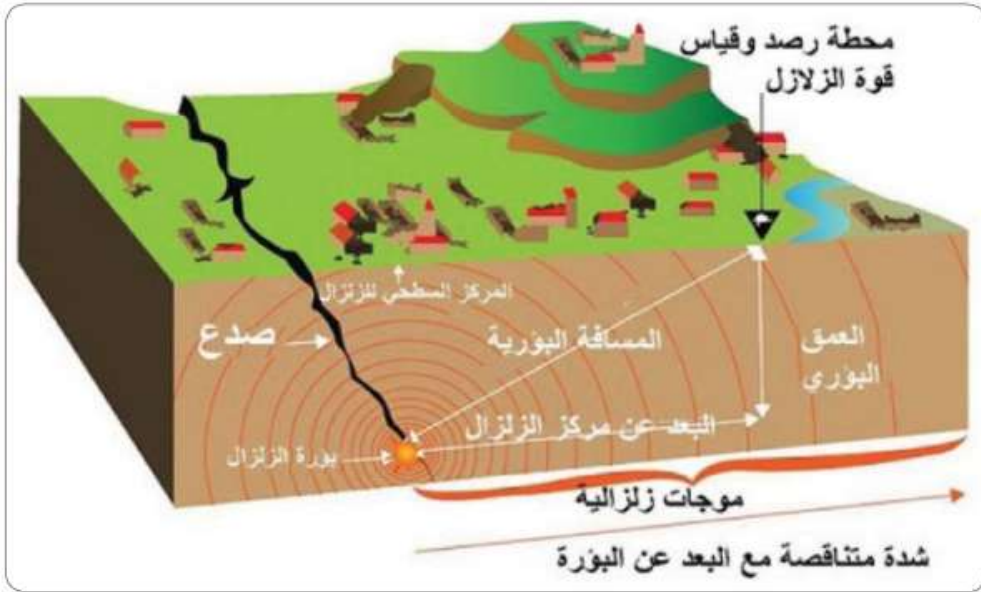 محطة رصد وقياس
قوة الزلازل
المركز السطحي للزلزال
صدع
المسافة البؤرية
العمق
البؤري
البعد عن مركز الزلزال
بورة الزلزال
موجات زلزالية
شدة متناقصة مع البعد عن البؤرة